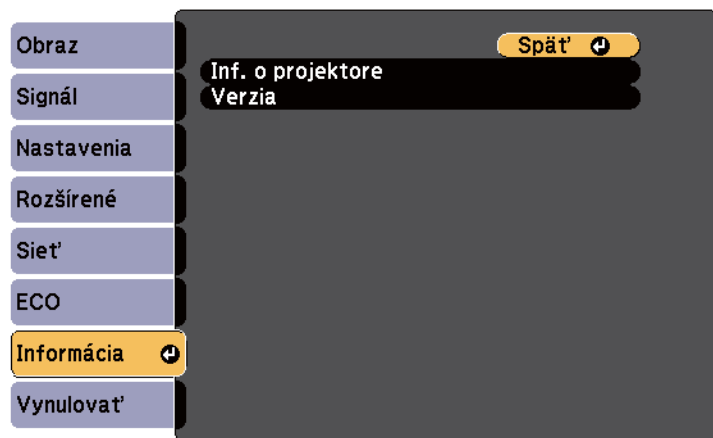 Obraz
Signál
Nastavenia
Rozšírené
Sieť
ECO
Informácia
Vynulovať
Späť
Inf. o projektore
Verzia